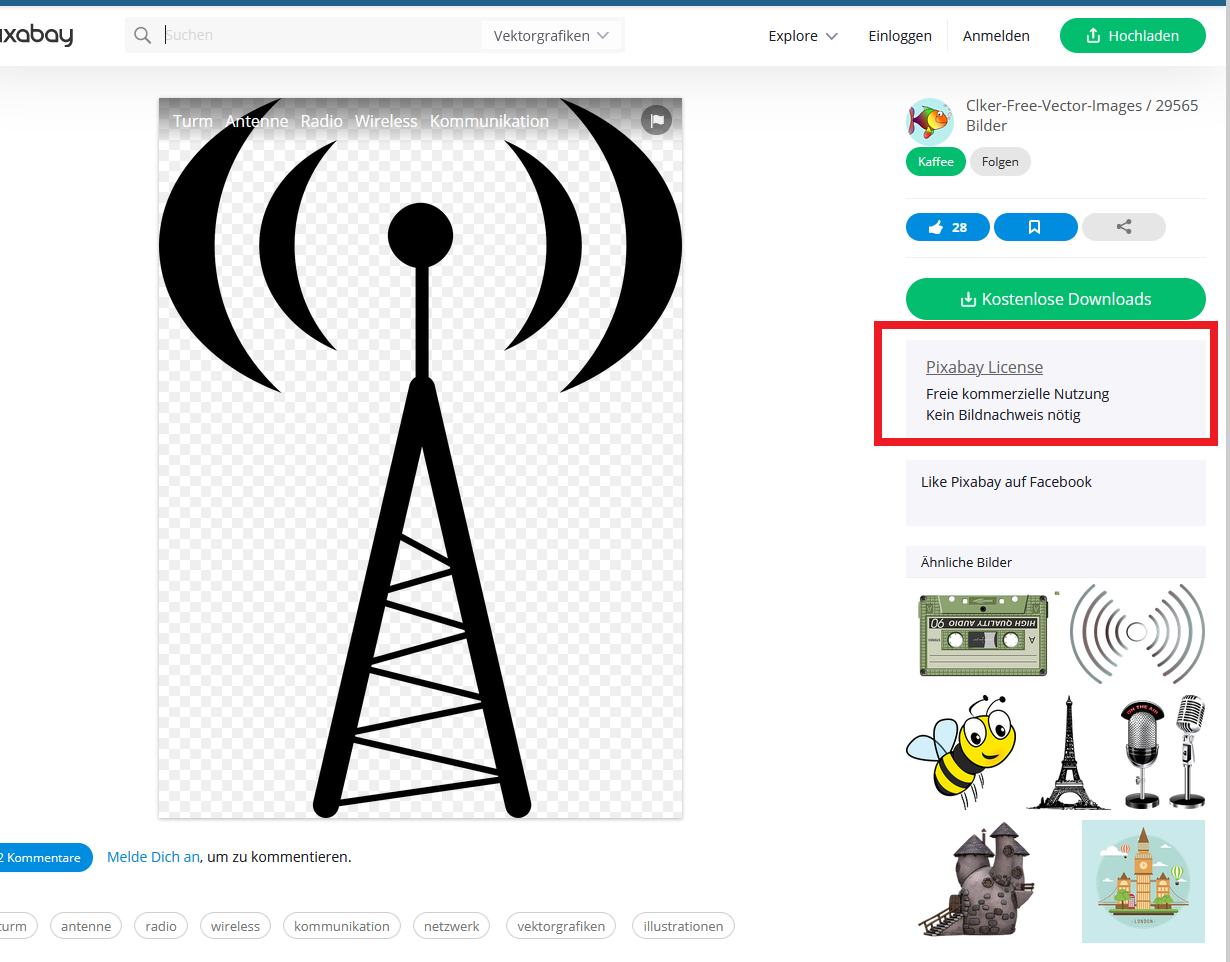 ixabay
Suchen
Vektorgrafiken
Explore
Einloggen
Anmelden
Hochladen
Turm Antenne Radio Wireless Kommunikation
Clker-Free-Vector-Images / 29565
Bilder
Kaffee
Folgen
28
Kostenlose Downloads
Pixabay License
Freie kommerzielle Nutzung
Kein Bildnachweis nötig
Like Pixabay auf Facebook
Ähnliche Bilder
HIGH QUALITY AUDIO 90
A
ON THE AIR
LONDON
2 Kommentare
Melde Dich an, um zu kommentieren.
turm
antenne
radio
wireless
kommunikation
netzwerk
vektorgrafiken
illustrationen